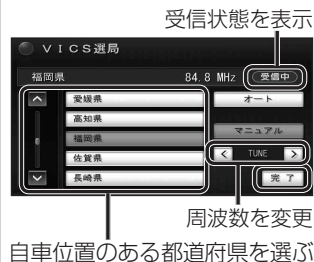 受信状態を表示
VICS選局
福岡県 84.8 MHz 受信中
愛媛県 オート
高知県
福岡県 マニュアル
佐賀県 TUNE
長崎県 完了
周波数を変更
自車位置のある都道府県を選ぶ